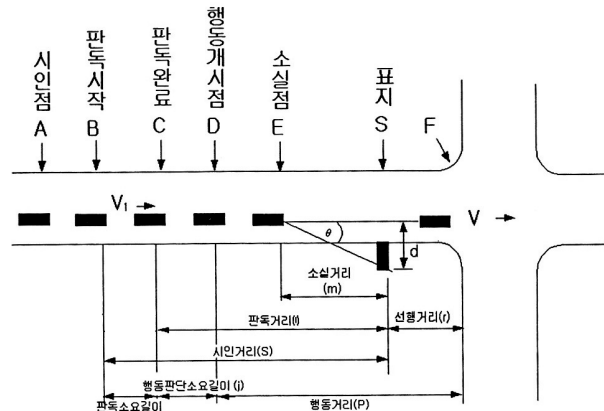 시인점 A
판독시작 B
판독완료 C
행동개시점 D
소실점 E
표지 S
F
V₁
V
θ
d
소실거리
(m)
판독거리(ℓ)
선행거리(r)
시인거리(S)
행동판단소요길이 (j)
판독소요길이
행동거리(P)